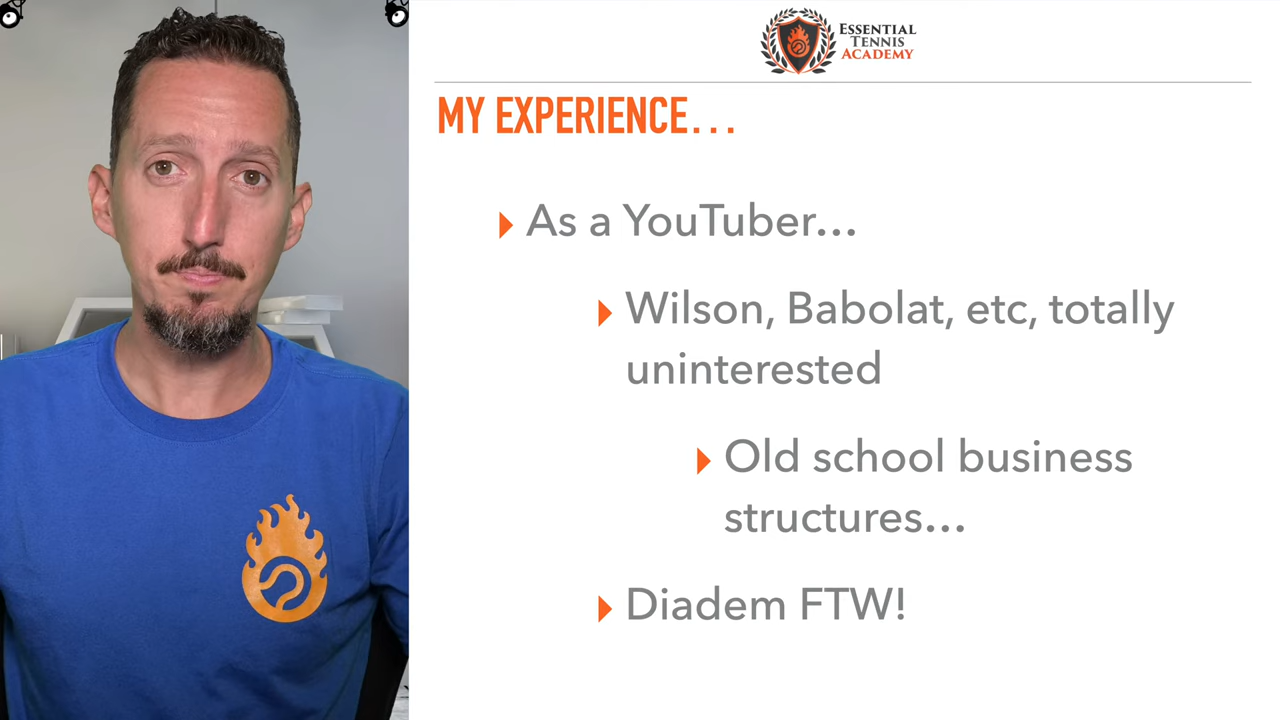 ESSENTIAL
TENNIS
ACADEMY
MY EXPERIENCE...
As a YouTuber...
Wilson, Babolat, etc, totally
uninterested
Old school business
structures...
Diadem FTW!